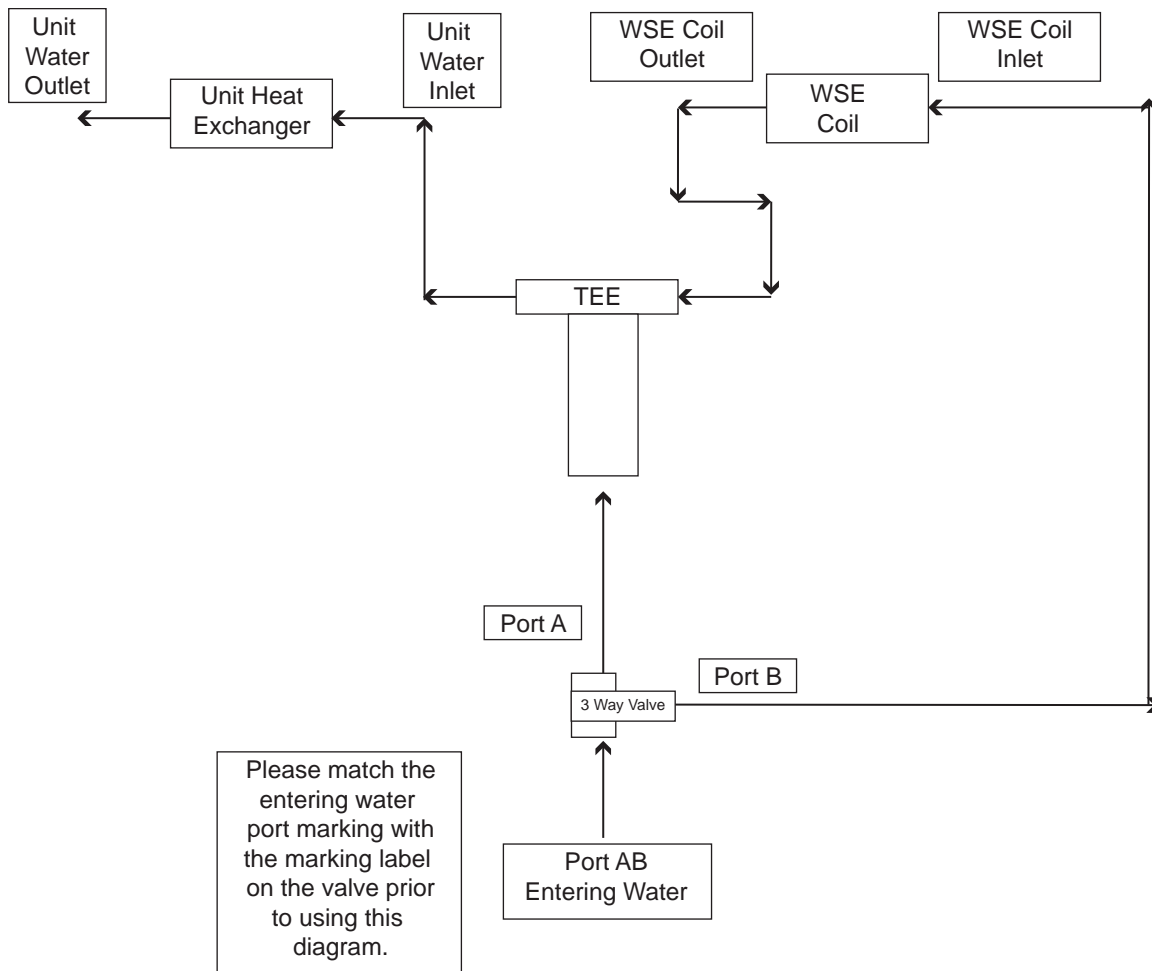 Unit
Water
Outlet
Unit
Water
Inlet
WSE Coil
Outlet
WSE Coil
Inlet
Unit Heat
Exchanger
WSE
Coil
TEE
Port A
Port B
3 Way Valve
Please match the
entering water
port marking with
the marking label
on the valve prior
to using this
diagram.
Port AB
Entering Water